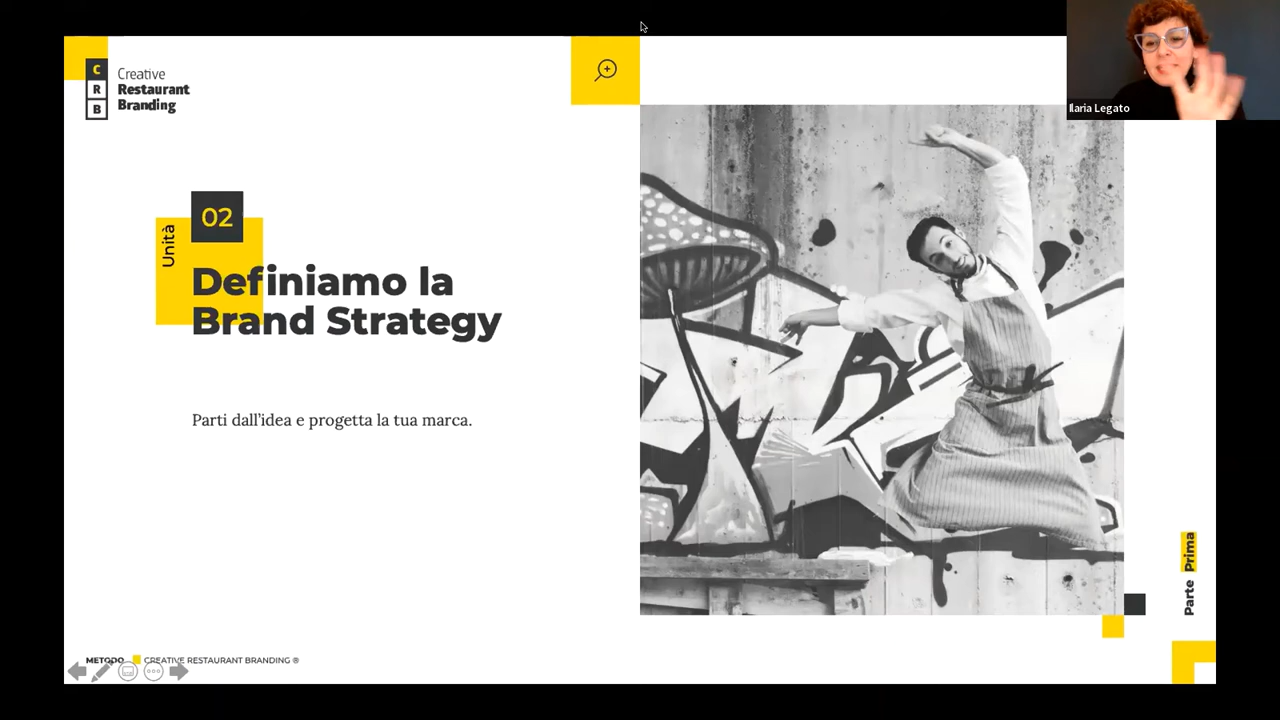 C
R
B
Creative
Restaurant
Branding
Ilaria Legato
02
Unità
Definiamo la
Brand Strategy
Parti dall'idea e progetta la tua marca.
Parte Prima
METODO CREATIVE RESTAURANT BRANDING ®